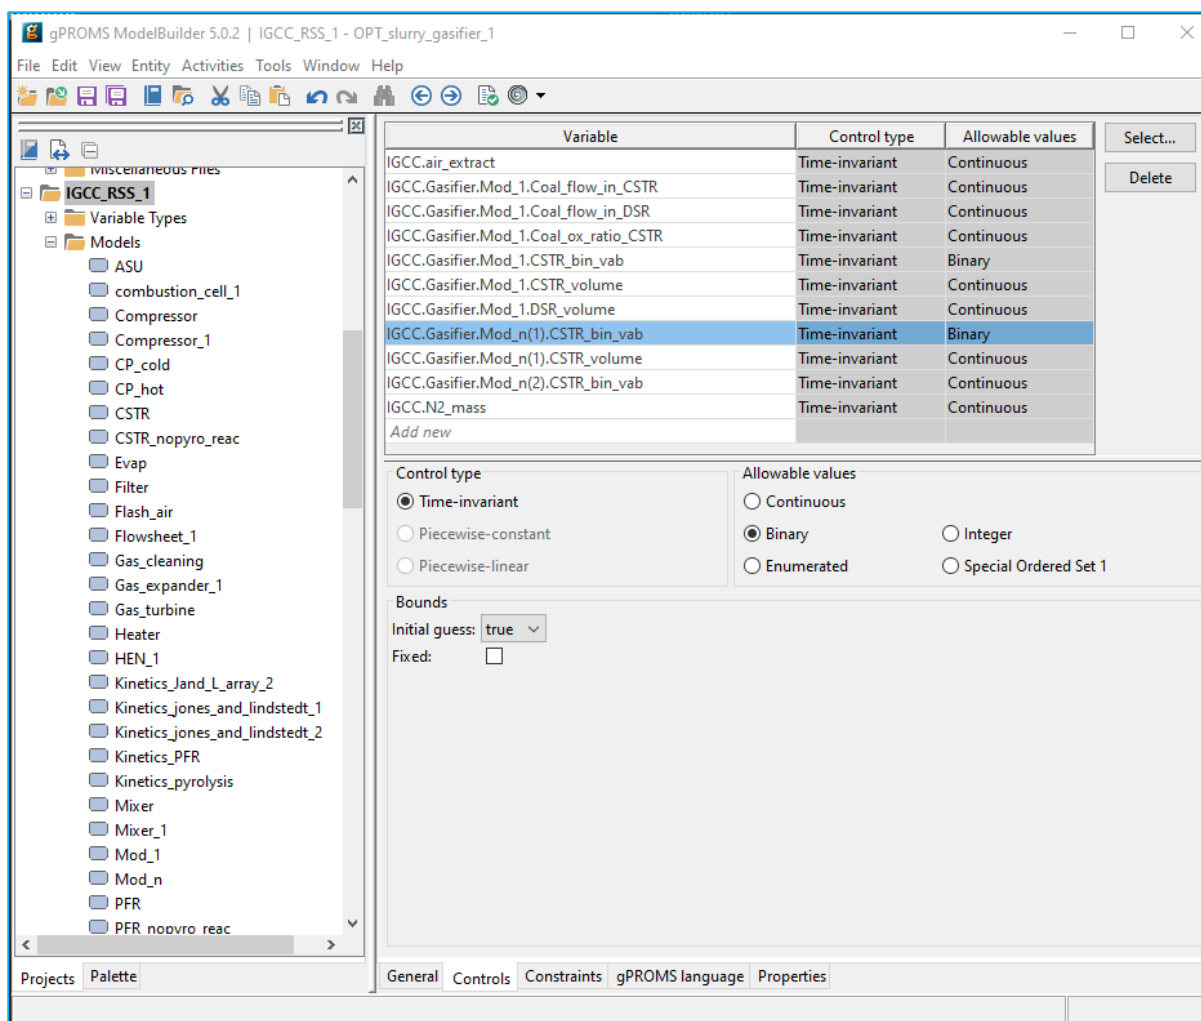 gPROMS ModelBuilder 5.0.2 | IGCC_RSS_1 - OPT_slurry_gasifier_1
File Edit View Entity Activities Tools Window Help
Miscellaneous Files
IGCC_RSS_1
Variable Types
Models
ASU
combustion_cell_1
Compressor
Compressor_1
CP_cold
CP_hot
CSTR
CSTR_nopyro_reac
Evap
Filter
Flash_air
Flowsheet_1
Gas_cleaning
Gas_expander_1
Gas_turbine
Heater
HEN_1
Kinetics_Jand_L_array_2
Kinetics_jones_and_lindstedt_1
Kinetics_jones_and_lindstedt_2
Kinetics_PFR
Kinetics_pyrolysis
Mixer
Mixer_1
Mod_1
Mod_n
PFR
PFR_nopyro_reac
Projects Palette
Variable Control type Allowable values
IGCC.air_extract Time-invariant Continuous
IGCC.Gasifier.Mod_1.Coal_flow_in_CSTR Time-invariant Continuous
IGCC.Gasifier.Mod_1.Coal_flow_in_DSR Time-invariant Continuous
IGCC.Gasifier.Mod_1.Coal_ox_ratio_CSTR Time-invariant Continuous
IGCC.Gasifier.Mod_1.CSTR_bin_vab Time-invariant Binary
IGCC.Gasifier.Mod_1.CSTR_volume Time-invariant Continuous
IGCC.Gasifier.Mod_1.DSR_volume Time-invariant Continuous
IGCC.Gasifier.Mod_n(1).CSTR_bin_vab Time-invariant Binary
IGCC.Gasifier.Mod_n(1).CSTR_volume Time-invariant Continuous
IGCC.Gasifier.Mod_n(2).CSTR_bin_vab Time-invariant Continuous
IGCC.N2_mass Time-invariant Continuous
Add new
Select...
Delete
Control type
Time-invariant
Piecewise-constant
Piecewise-linear
Allowable values
Continuous
Binary Integer
Enumerated Special Ordered Set 1
Bounds
Initial guess: true
Fixed:
General Controls Constraints gPROMS language Properties